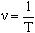 ν = 1/T